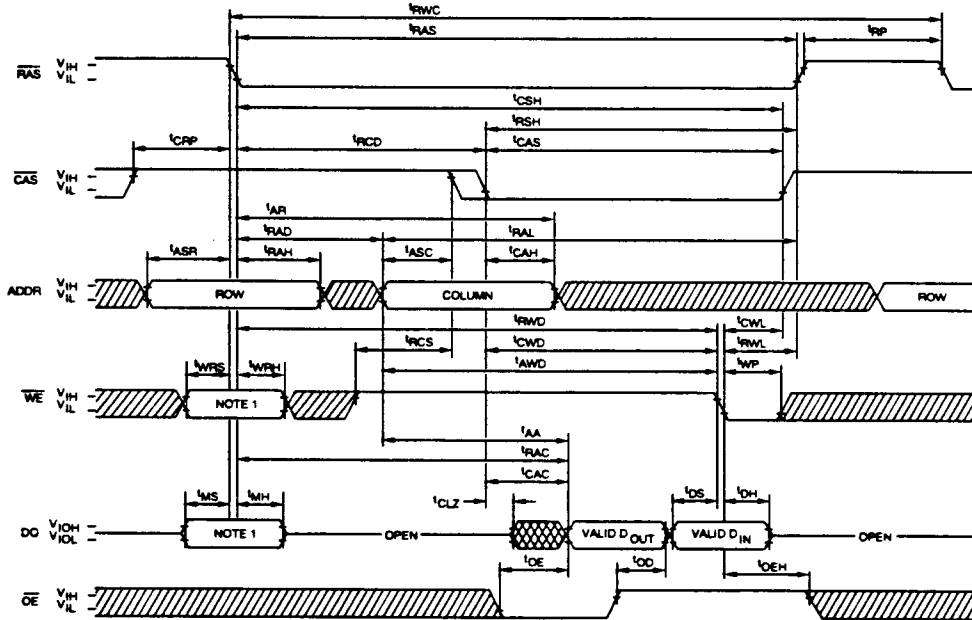 tRWC
tRAS
tRP
RAS VIH
VIL
tCSH
tRSH
tCRP tRCD tCAS
CAS VIH
VIL
tAR
tRAD tRAL
tASR tRAH tASC tCAH
ADDR VIH
VIL
ROW COLUMN ROW
tRWD tCWL
tRCS tCWD tRWL
tWRS tWRH tAWD tWP
WE VIH
VIL
NOTE 1
tAA
tRAC
tCAC
tMS tMH tCLZ tDS tDH
DQ VIOH
VIOL
NOTE 1 OPEN VALID DOUT VALID DIN OPEN
tOE tOD tOEH
OE VIH
VIL